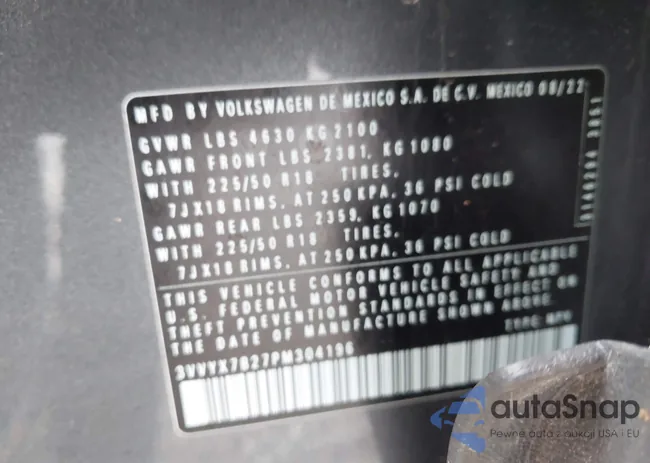 MFD BY VOLKSWAGEN DE MEXICO S.A. DE C.V. MEXICO 08/22
GVWR LBS 4630 KG 2100
GAWR FRONT LBS 2381, KG 1080
WITH 225/50 R18 TIRES,
7JX18 RIMS, AT 250 KPA, 36 PSI COLD
GAWR REAR LBS 2359, KG 1070
WITH 225/50 R18 TIRES,
7JX18 RIMS, AT 250 KPA, 36 PSI COLD
THIS VEHICLE CONFORMS TO ALL APPLICABLE
U.S. FEDERAL MOTOR VEHICLE SAFETY AND
THEFT PREVENTION STANDARDS IN EFFECT ON
THE DATE OF MANUFACTURE SHOWN ABOVE.
3VVVX7B27PM304196 TYPE: MPV
autaSnap
Pewne auta z aukcji USA i EU